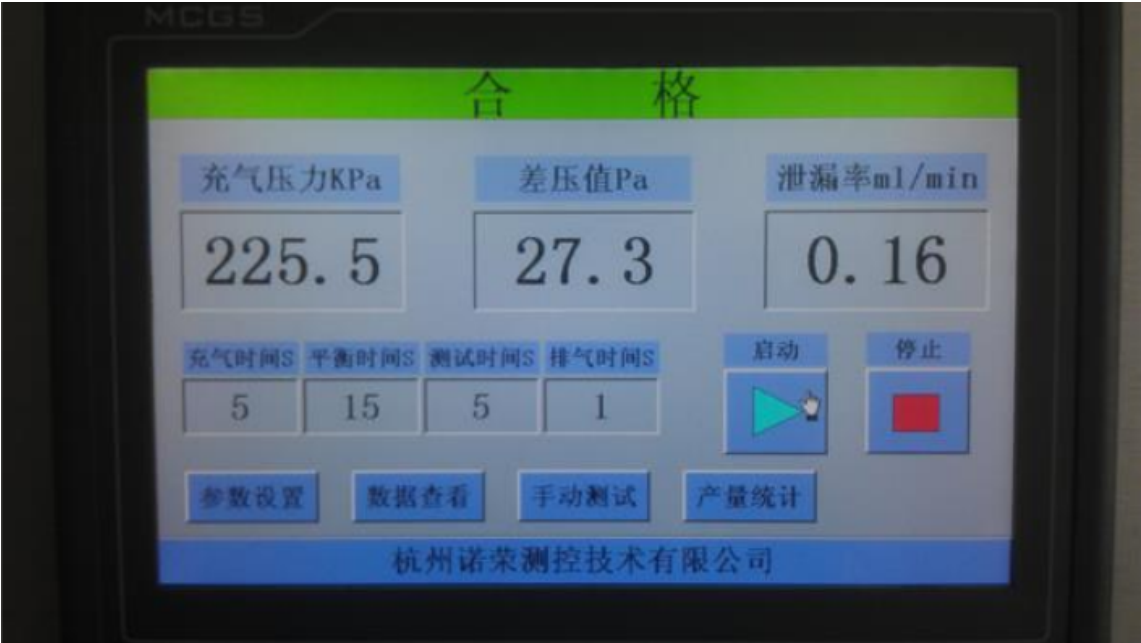 MCGS
合 格
充气压力KPa 差压值Pa 泄漏率ml/min
225.5 27.3 0.16
充气时间S 平衡时间S 测试时间S 排气时间S 启动 停止
5 15 5 1
参数设置 数据查看 手动测试 产量统计
杭州诺荣测控技术有限公司